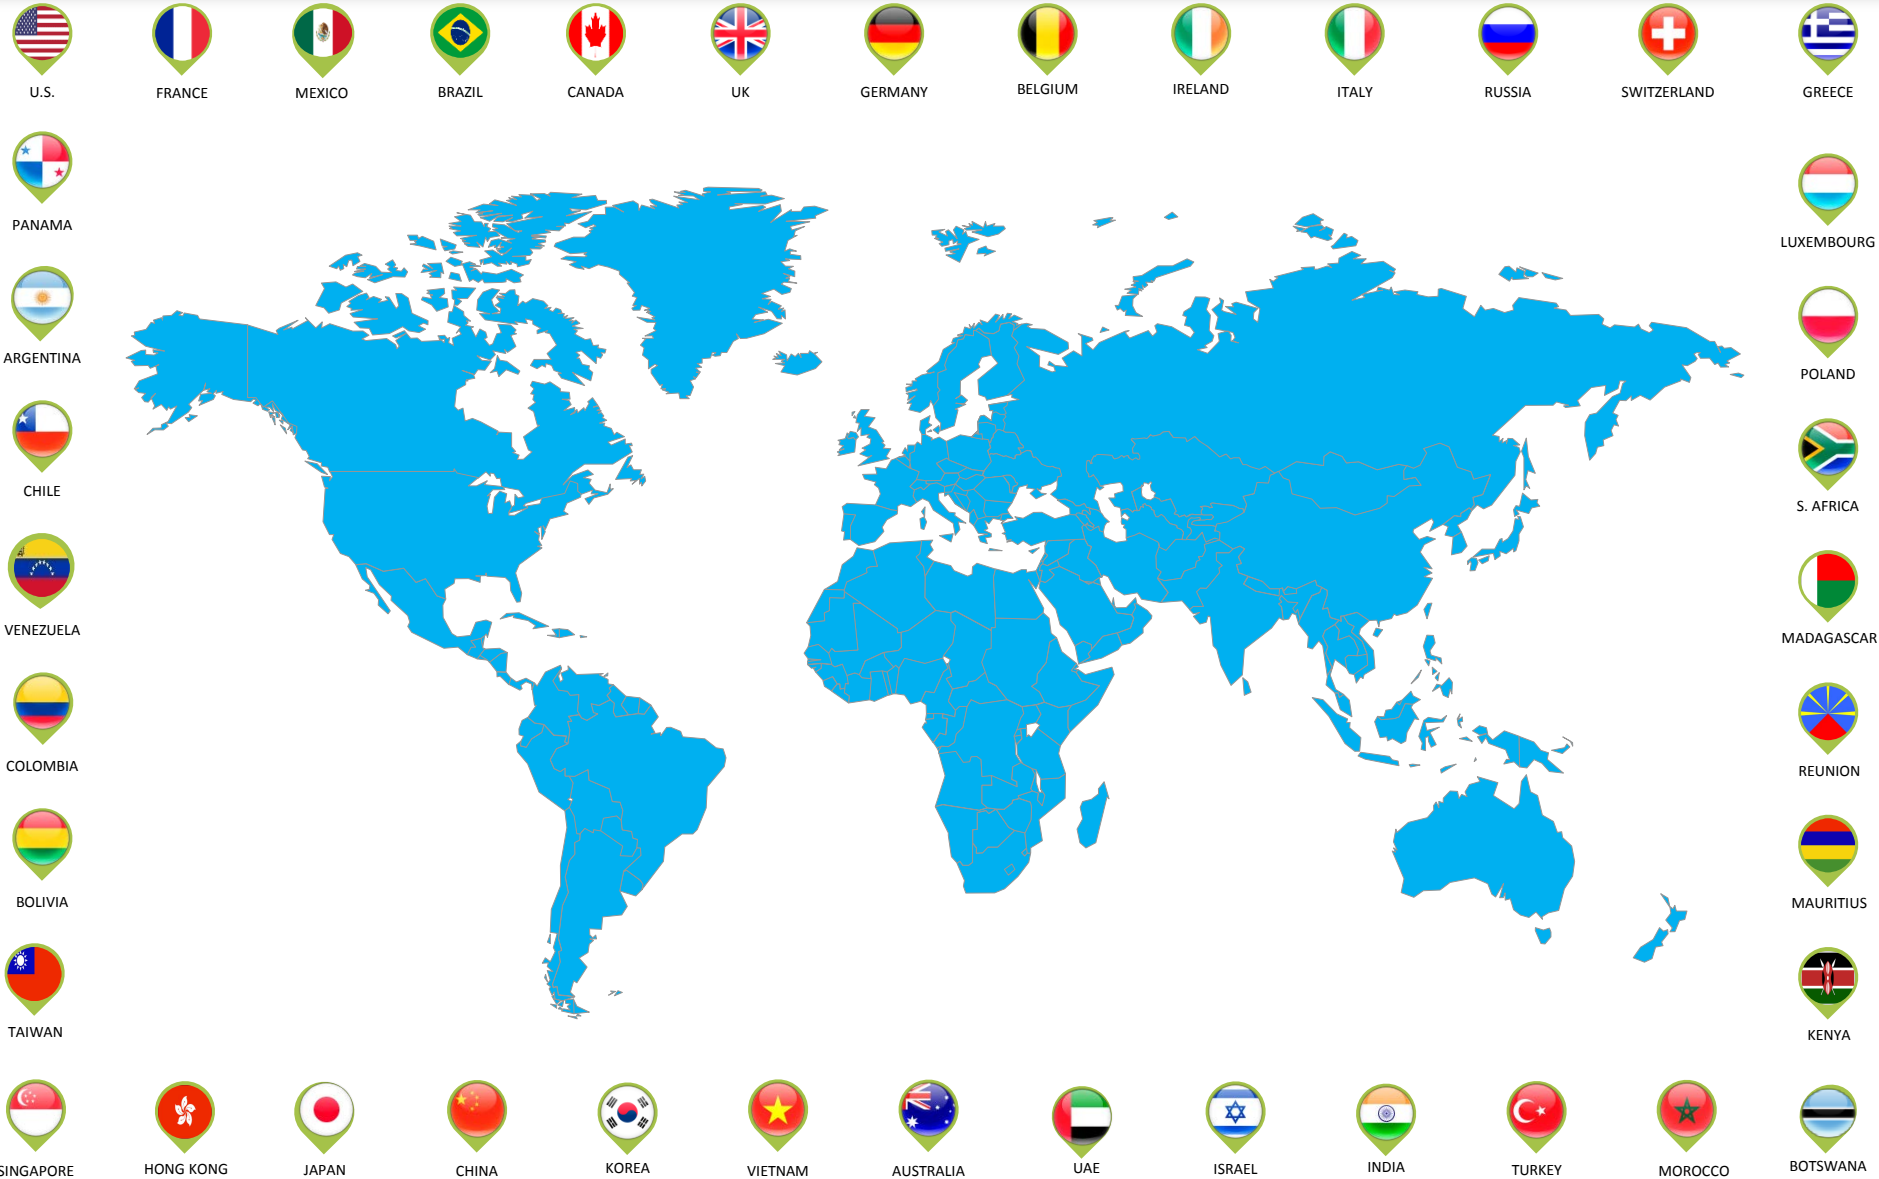 U.S.
FRANCE
MEXICO
BRAZIL
CANADA
UK
GERMANY
BELGIUM
IRELAND
ITALY
RUSSIA
SWITZERLAND
GREECE
PANAMA
LUXEMBOURG
ARGENTINA
POLAND
CHILE
S. AFRICA
VENEZUELA
MADAGASCAR
COLOMBIA
REUNION
BOLIVIA
MAURITIUS
TAIWAN
KENYA
SINGAPORE
HONG KONG
JAPAN
CHINA
KOREA
VIETNAM
AUSTRALIA
UAE
ISRAEL
INDIA
TURKEY
MOROCCO
BOTSWANA